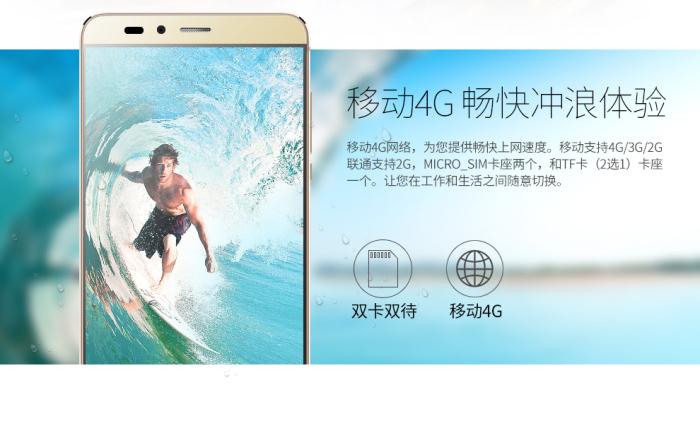 移动4G 畅快冲浪体验
移动4G网络，为您提供畅快上网速度。移动支持4G/3G/2G
联通支持2G，MICRO_SIM卡座两个，和TF卡（2选1）卡座
一个。让您在工作和生活之间随意切换。
双卡双待
移动4G